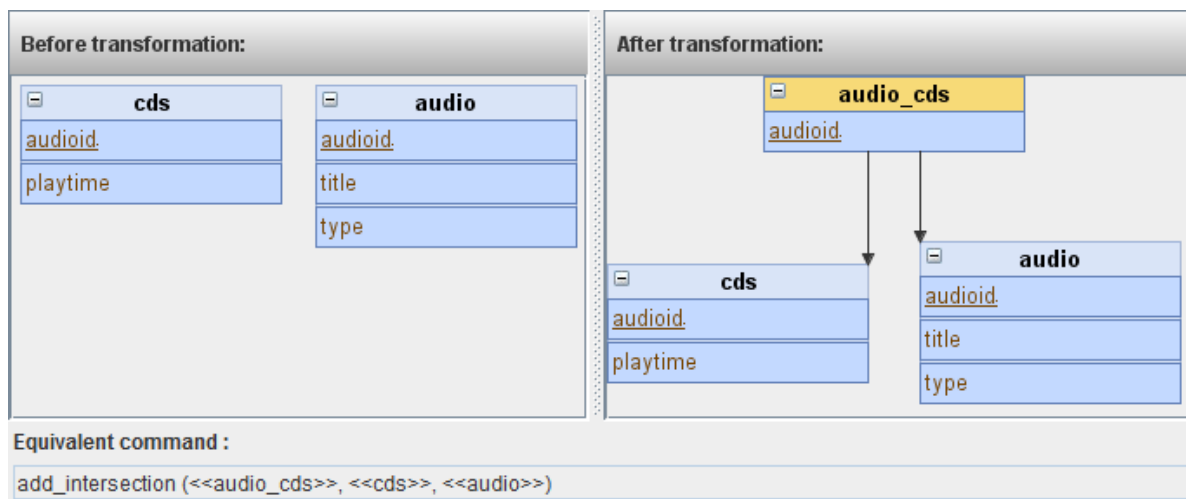 Before transformation:
cds
audioid.
playtime
audio
audioid.
title
type
After transformation:
audio_cds
audioid.
cds
audioid.
playtime
audio
audioid.
title
type
Equivalent command :
add_intersection (<<audio_cds>>, <<cds>>, <<audio>>)